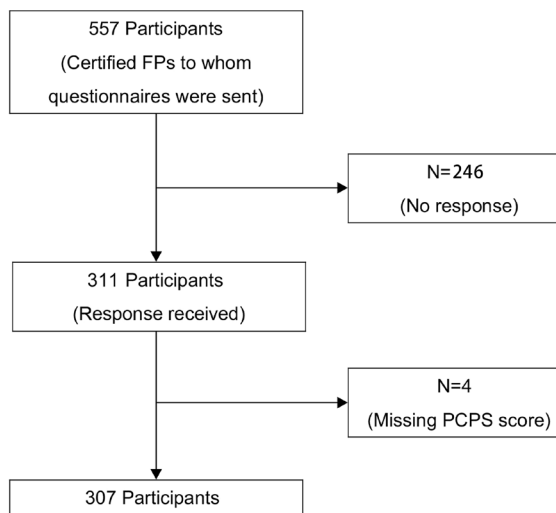 557 Participants
(Certified FPs to whom
questionnaires were sent)
N=246
(No response)
311 Participants
(Response received)
N=4
(Missing PCPS score)
307 Participants